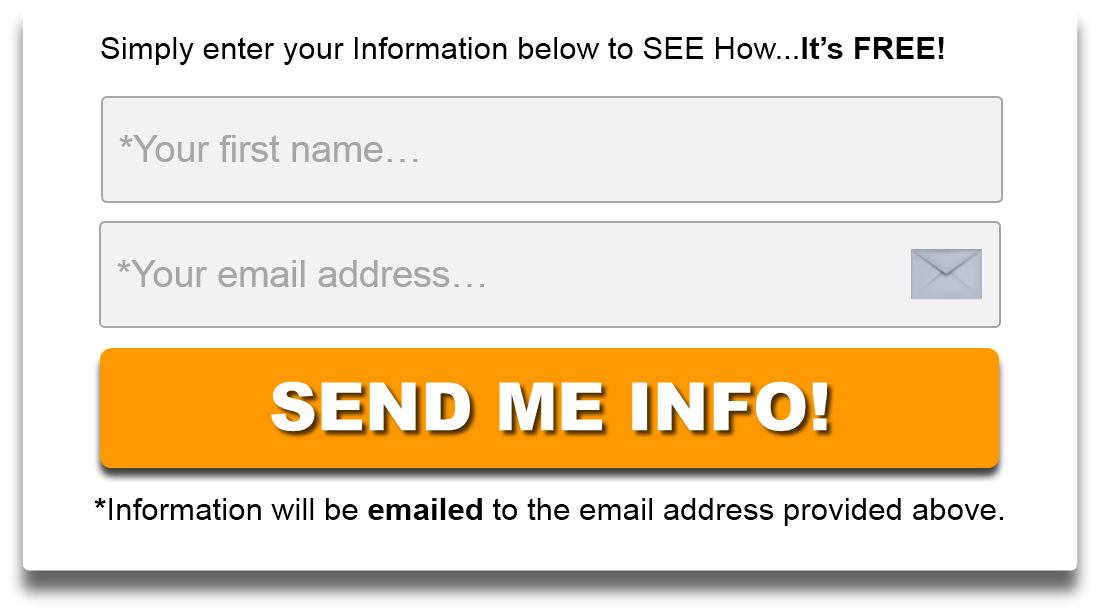 Simply enter your Information below to SEE How...It’s FREE!
*Your first name…
*Your email address…
SEND ME INFO!
*Information will be emailed to the email address provided above.